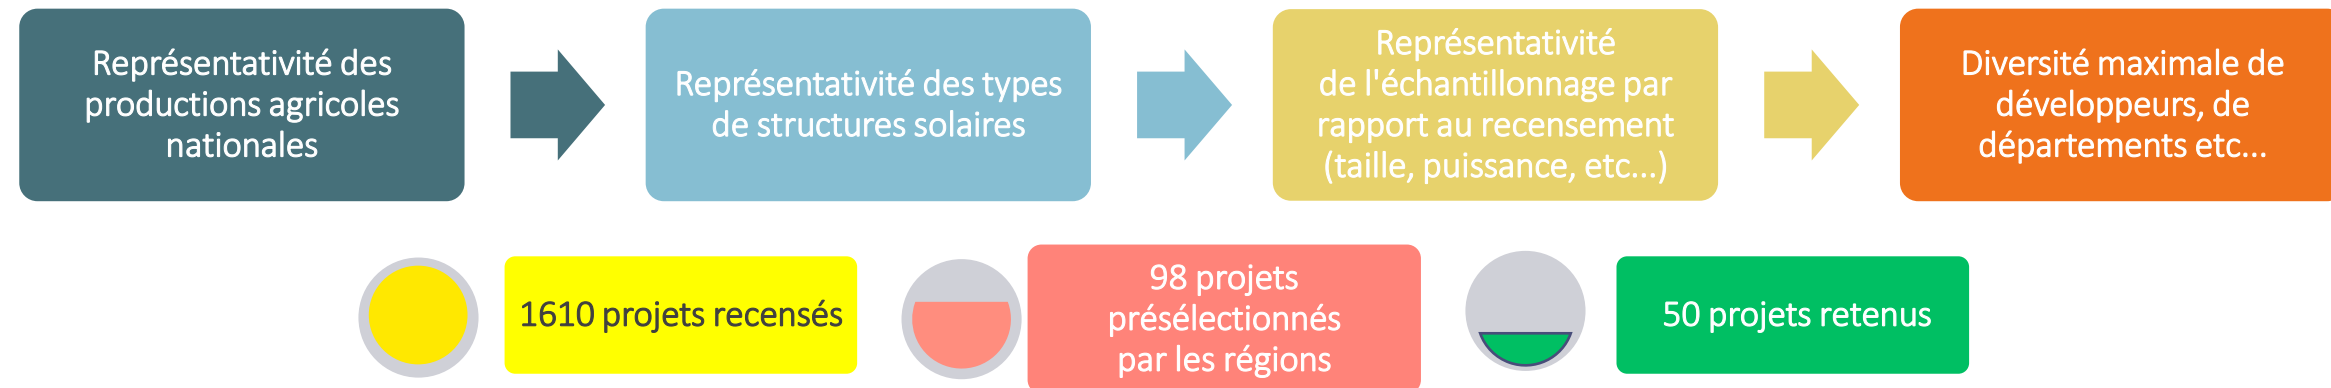 Représentativité des
productions agricoles
nationales
Représentativité des types
de structures solaires
Représentativité
de l'échantillonnage par
rapport au recensement
(taille, puissance, etc...)
Diversité maximale de
développeurs, de
départements etc...
1610 projets recensés
98 projets
présélectionnés
par les régions
50 projets retenus